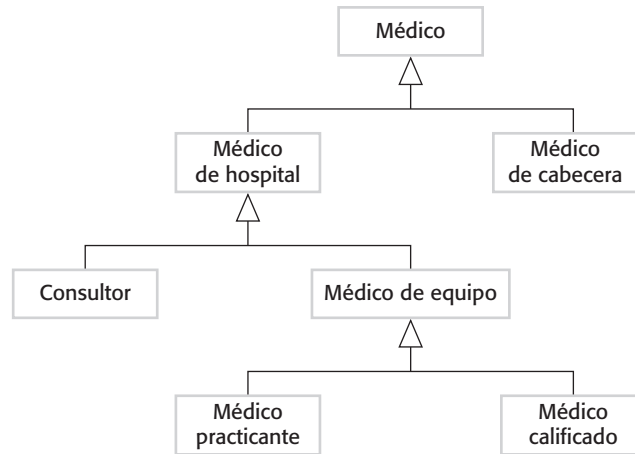 Médico
Médico
de hospital
Médico
de cabecera
Consultor
Médico de equipo
Médico
practicante
Médico
calificado